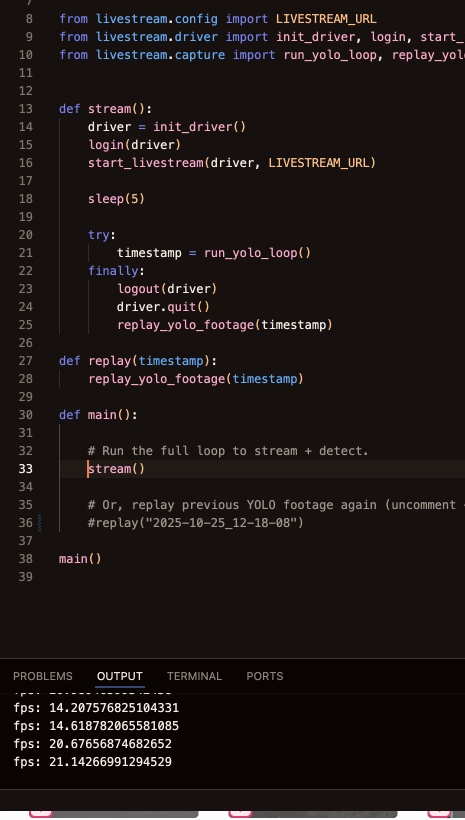 7
8 from livestream.config import LIVESTREAM_URL
9 from livestream.driver import init_driver, login, start_
10 from livestream.capture import run_yolo_loop, replay_yol
11
12
13 def stream():
14 driver = init_driver()
15 login(driver)
16 start_livestream(driver, LIVESTREAM_URL)
17
18 sleep(5)
19
20 try:
21 timestamp = run_yolo_loop()
22 finally:
23 logout(driver)
24 driver.quit()
25 replay_yolo_footage(timestamp)
26
27 def replay(timestamp):
28 replay_yolo_footage(timestamp)
29
30 def main():
31
32 # Run the full loop to stream + detect.
33 stream()
34
35 # Or, replay previous YOLO footage again (uncomment
36 #replay("2025-10-25_12-18-08")
37
38 main()
39
PROBLEMS OUTPUT TERMINAL PORTS
fps: 14.207576825104331
fps: 14.618782065581085
fps: 20.67656874682652
fps: 21.14266991294529